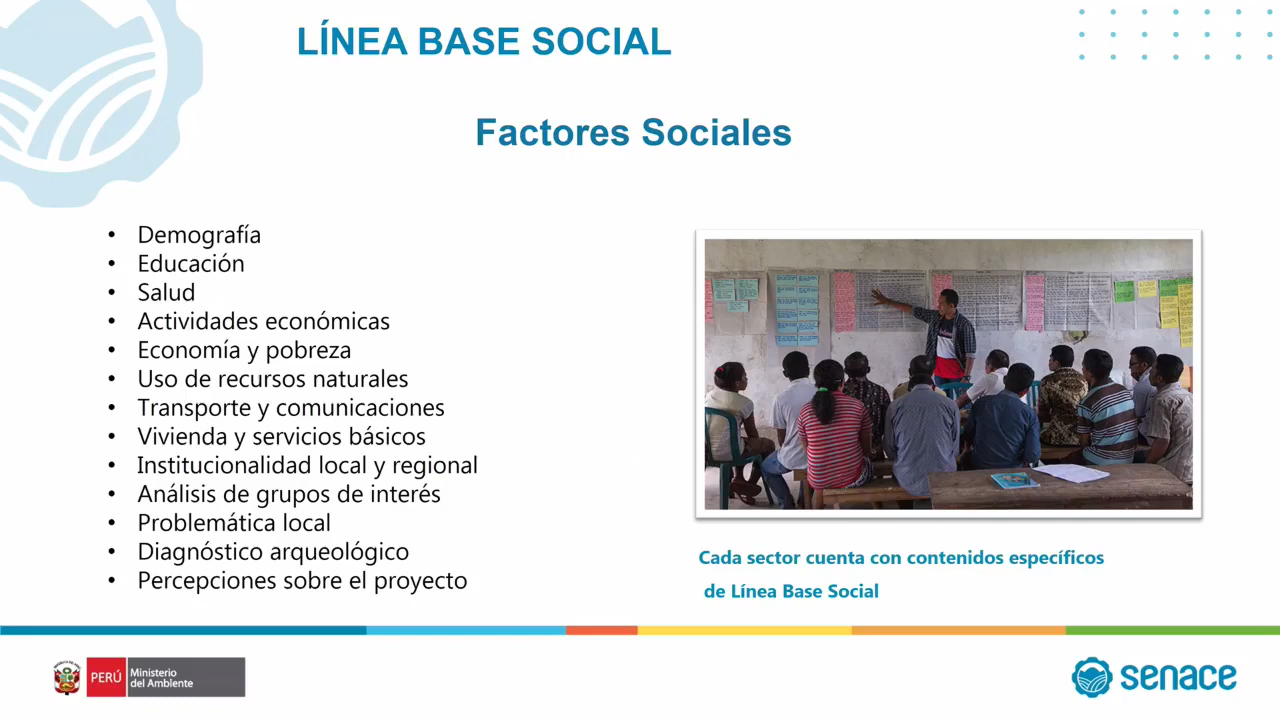 LÍNEA BASE SOCIAL
Factores Sociales
• Demografía
• Educación
• Salud
• Actividades económicas
• Economía y pobreza
• Uso de recursos naturales
• Transporte y comunicaciones
• Vivienda y servicios básicos
• Institucionalidad local y regional
• Análisis de grupos de interés
• Problemática local
• Diagnóstico arqueológico
• Percepciones sobre el proyecto
Cada sector cuenta con contenidos específicos
de Línea Base Social
PERÚ
Ministerio
del Ambiente
senace